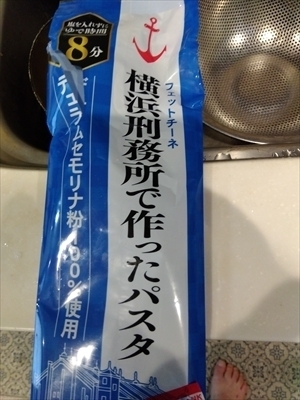 塩を入れずに
ゆで時間
8分
フェットチーネ
横浜刑務所で作ったパスタ
デュラムセモリナ粉100%使用